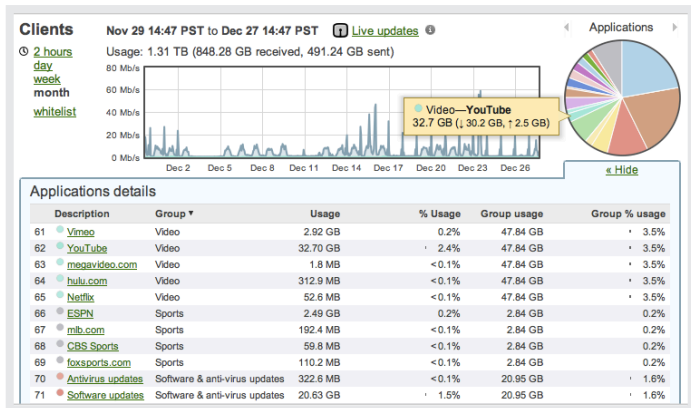 Clients
Nov 29 14:47 PST to Dec 27 14:47 PST Live updates
Applications
2 hours
day
week
month
whitelist
Usage: 1.31 TB (848.28 GB received, 491.24 GB sent)
80 Mb/s
60 Mb/s
40 Mb/s
20 Mb/s
0 Mb/s
Dec 2 Dec 5 Dec 8 Dec 11 Dec 14 Dec 17 Dec 20 Dec 23 Dec 26
Video—YouTube
32.7 GB (↓ 30.2 GB, ↑ 2.5 GB)
« Hide
Applications details
Description Group ▼ Usage % Usage Group usage Group % usage
61 Vimeo Video 2.92 GB 0.2% 47.84 GB 3.5%
62 YouTube Video 32.70 GB 2.4% 47.84 GB 3.5%
63 megavideo.com Video 1.8 MB <0.1% 47.84 GB 3.5%
64 hulu.com Video 312.9 MB <0.1% 47.84 GB 3.5%
65 Netflix Video 52.6 MB <0.1% 47.84 GB 3.5%
66 ESPN Sports 2.49 GB 0.2% 2.84 GB 0.2%
67 mlb.com Sports 192.4 MB <0.1% 2.84 GB 0.2%
68 CBS Sports Sports 59.8 MB <0.1% 2.84 GB 0.2%
69 foxsports.com Sports 110.2 MB <0.1% 2.84 GB 0.2%
70 Antivirus updates Software & anti-virus updates 322.6 MB <0.1% 20.95 GB 1.6%
71 Software updates Software & anti-virus updates 20.63 GB 1.5% 20.95 GB 1.6%